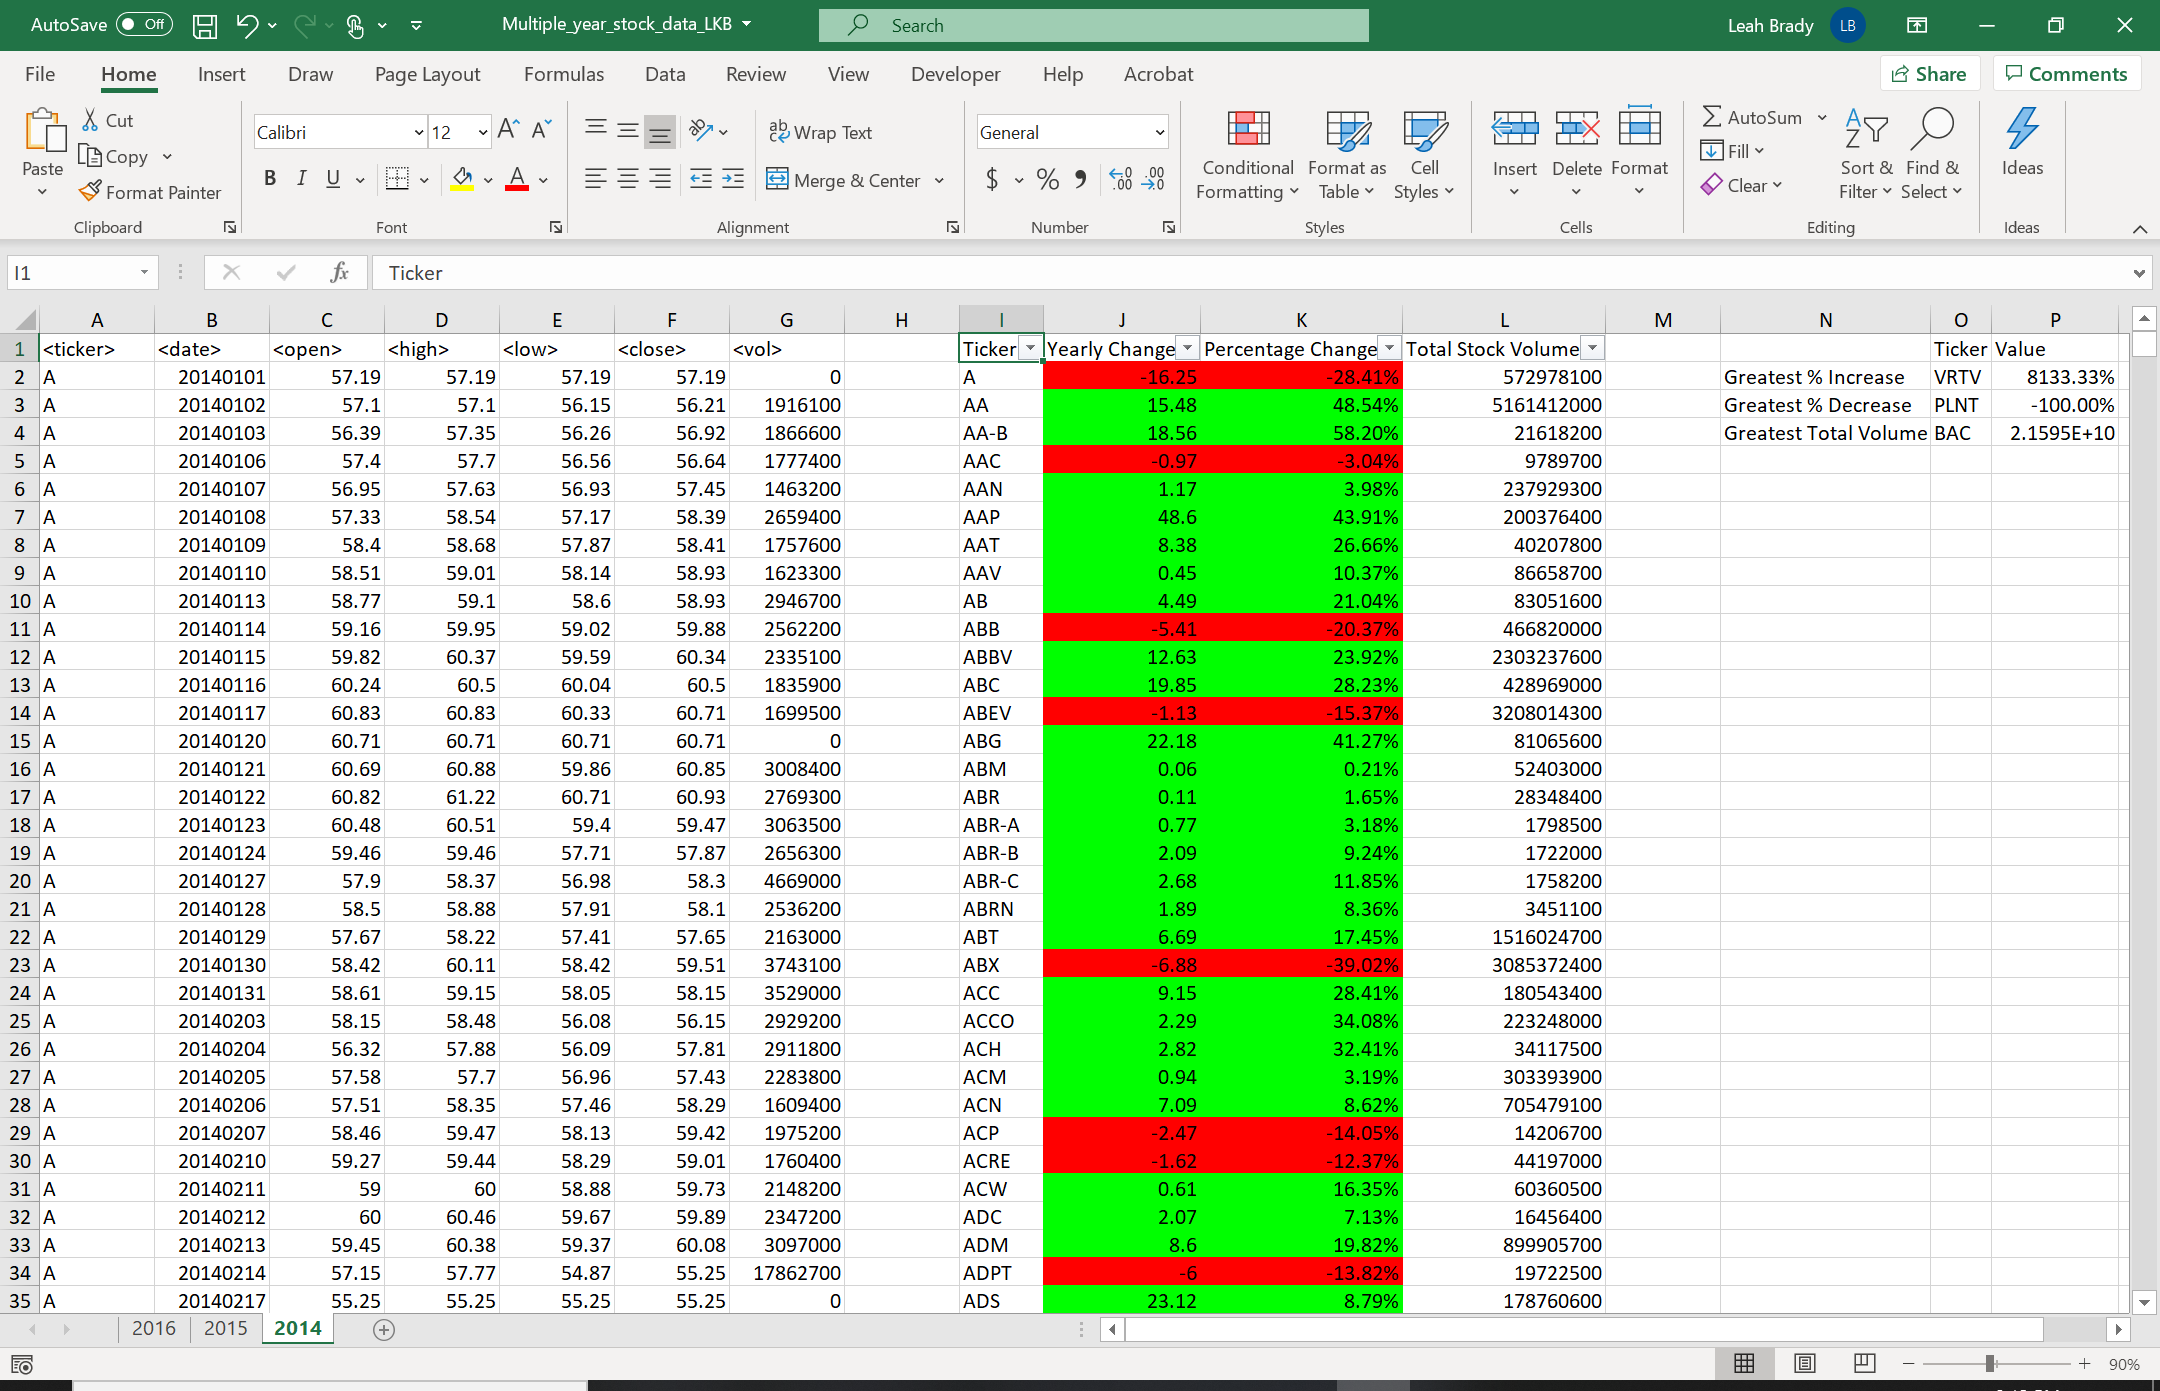 AutoSave Off Multiple_year_stock_data_LKB Search Leah Brady LB
File Home Insert Draw Page Layout Formulas Data Review View Developer Help Acrobat Share Comments
Paste Cut Copy Format Painter
Calibri 12 B I U A
ab Wrap Text Merge & Center
General $ % 9 .00 .00
Conditional Formatting Format as Table Cell Styles
Insert Delete Format
AutoSum Fill Clear Sort & Filter Find & Select Ideas
Clipboard Font Alignment Number Styles Cells Editing Ideas
I1 fx Ticker
A B C D E F G H I J K L M N O P
1 <ticker> <date> <open> <high> <low> <close> <vol> Ticker Yearly Change Percentage Change Total Stock Volume Ticker Value
2 A 20140101 57.19 57.19 57.19 57.19 0 A -16.25 -28.41% 572978100 Greatest % Increase VRTV 8133.33%
3 A 20140102 57.1 57.1 56.15 56.21 1916100 AA 15.48 48.54% 5161412000 Greatest % Decrease PLNT -100.00%
4 A 20140103 56.39 57.35 56.26 56.92 1866600 AA-B 18.56 58.20% 21618200 Greatest Total Volume BAC 2.1595E+10
5 A 20140106 57.4 57.7 56.56 56.64 1777400 AAC -0.97 -3.04% 9789700
6 A 20140107 56.95 57.63 56.93 57.45 1463200 AAN 1.17 3.98% 237929300
7 A 20140108 57.33 58.54 57.17 58.39 2659400 AAP 48.6 43.91% 200376400
8 A 20140109 58.4 58.68 57.87 58.41 1757600 AAT 8.38 26.66% 40207800
9 A 20140110 58.51 59.01 58.14 58.93 1623300 AAV 0.45 10.37% 86658700
10 A 20140113 58.77 59.1 58.6 58.93 2946700 AB 4.49 21.04% 83051600
11 A 20140114 59.16 59.95 59.02 59.88 2562200 ABB -5.41 -20.37% 466820000
12 A 20140115 59.82 60.37 59.59 60.34 2335100 ABBV 12.63 23.92% 2303237600
13 A 20140116 60.24 60.5 60.04 60.5 1835900 ABC 19.85 28.23% 428969000
14 A 20140117 60.83 60.83 60.33 60.71 1699500 ABEV -1.13 -15.37% 3208014300
15 A 20140120 60.71 60.71 60.71 60.71 0 ABG 22.18 41.27% 81065600
16 A 20140121 60.69 60.88 59.86 60.85 3008400 ABM 0.06 0.21% 52403000
17 A 20140122 60.82 61.22 60.71 60.93 2769300 ABR 0.11 1.65% 28348400
18 A 20140123 60.48 60.51 59.4 59.47 3063500 ABR-A 0.77 3.18% 1798500
19 A 20140124 59.46 59.46 57.71 57.87 2656300 ABR-B 2.09 9.24% 1722000
20 A 20140127 57.9 58.37 56.98 58.3 4669000 ABR-C 2.68 11.85% 1758200
21 A 20140128 58.5 58.88 57.91 58.1 2536200 ABRN 1.89 8.36% 3451100
22 A 20140129 57.67 58.22 57.41 57.65 2163000 ABT 6.69 17.45% 1516024700
23 A 20140130 58.42 60.11 58.42 59.51 3743100 ABX -6.88 -39.02% 3085372400
24 A 20140131 58.61 59.15 58.05 58.15 3529000 ACC 9.15 28.41% 180543400
25 A 20140203 58.15 58.48 56.08 56.15 2929200 ACCO 2.29 34.08% 223248000
26 A 20140204 56.32 57.88 56.09 57.81 2911800 ACH 2.82 32.41% 34117500
27 A 20140205 57.58 57.7 56.96 57.43 2283800 ACM 0.94 3.19% 303393900
28 A 20140206 57.51 58.35 57.46 58.29 1609400 ACN 7.09 8.62% 705479100
29 A 20140207 58.46 59.47 58.13 59.42 1975200 ACP -2.47 -14.05% 14206700
30 A 20140210 59.27 59.44 58.29 59.01 1760400 ACRE -1.62 -12.37% 44197000
31 A 20140211 59 60 58.88 59.73 2148200 ACW 0.61 16.35% 60360500
32 A 20140212 60 60.46 59.67 59.89 2347200 ADC 2.07 7.13% 16456400
33 A 20140213 59.45 60.38 59.37 60.08 3097000 ADM 8.6 19.82% 899905700
34 A 20140214 57.15 57.77 54.87 55.25 17862700 ADPT -6 -13.82% 19722500
35 A 20140217 55.25 55.25 55.25 55.25 0 ADS 23.12 8.79% 178760600
2016 2015 2014
90%